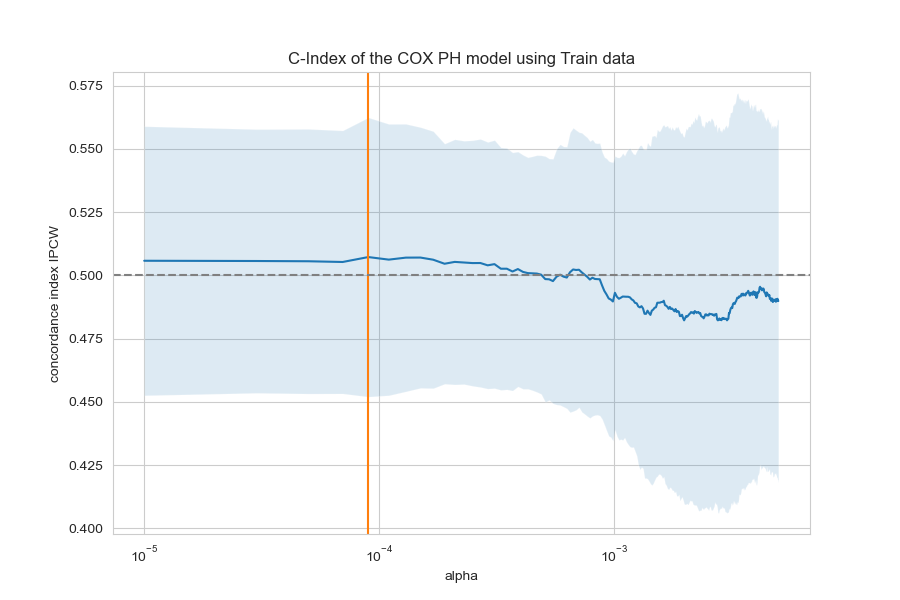 C-Index of the COX PH model using Train data
concordance index IPCW
0.575
0.550
0.525
0.500
0.475
0.450
0.425
0.400
10⁻⁵ 10⁻⁴ 10⁻³
alpha